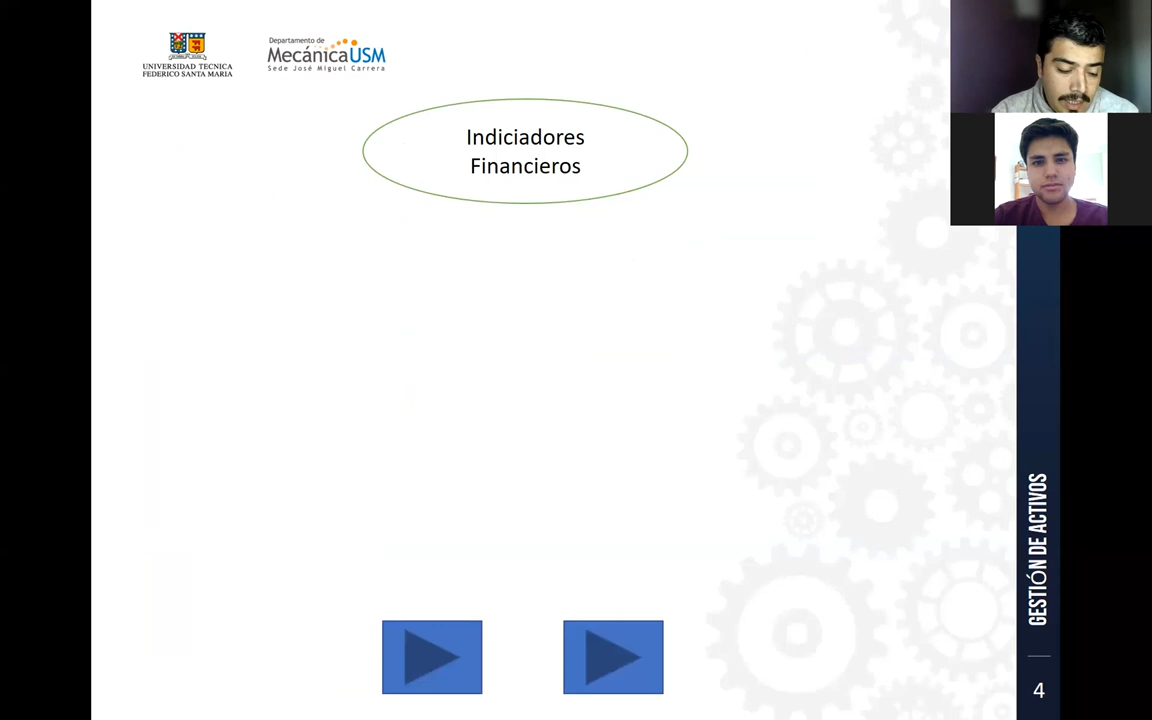 UNIVERSIDAD TECNICA
FEDERICO SANTA MARIA
Departamento de
MecánicaUSM
Sede José Miguel Carrera
Indiciadores
Financieros
GESTIÓN DE ACTIVOS
4